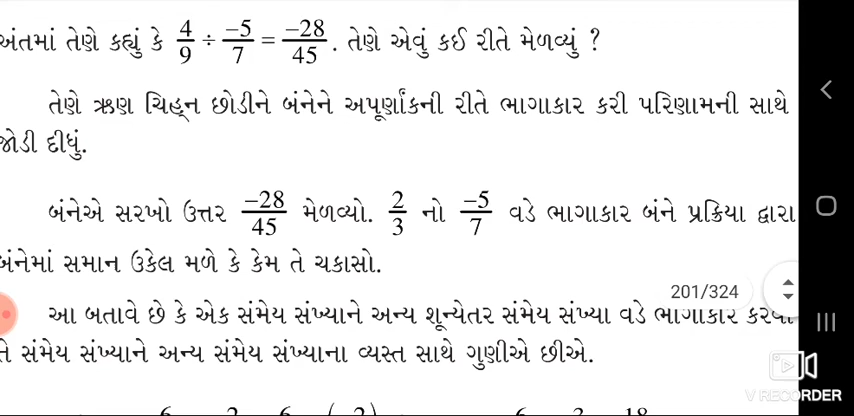 અંતમાં તેણે કહ્યું કે 4/9 ÷ -5/7 = -28/45. તેણે એવું કઈ રીતે મેળવ્યું ?
તેણે ઋણ ચિહ્ન છોડીને બંનેને અપૂર્ણાંકની રીતે ભાગાકાર કરી પરિણામની સાથે
જોડી દીધું.
બંનેએ સરખો ઉત્તર -28/45 મેળવ્યો. 2/3 નો -5/7 વડે ભાગાકાર બંને પ્રક્રિયા દ્વારા
બંનેમાં સમાન ઉકેલ મળે કે કેમ તે ચકાસો.
201/324
આ બતાવે છે કે એક સંમેય સંખ્યાને અન્ય શૂન્યેતર સંમેય સંખ્યા વડે ભાગાકાર
તે સંમેય સંખ્યાને અન્ય સંમેય સંખ્યાના વ્યસ્ત સાથે ગુણીએ છીએ.
V RECORDER